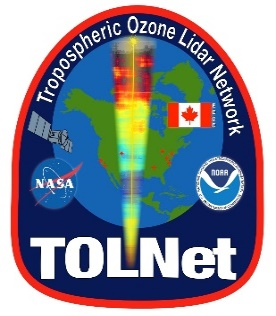 Tropospheric Ozone Lidar Network
NASA
NOAA
TOLNet